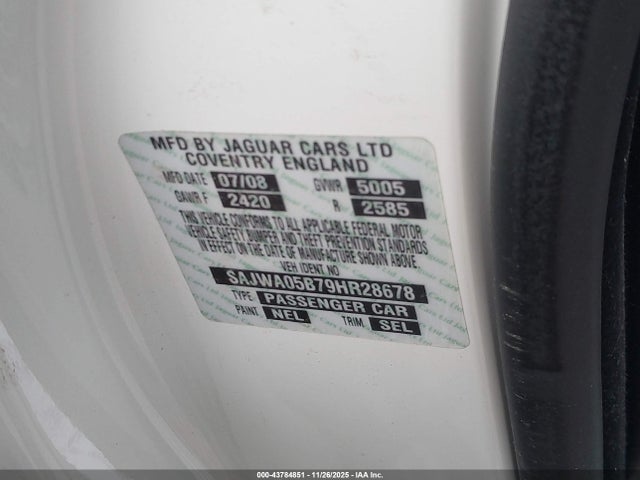 MFD BY JAGUAR CARS LTD
COVENTRY ENGLAND
MFD DATE 07/08 GVWR 5005
GAWR F 2420 R 2585
THIS VEHICLE CONFORMS TO ALL APPLICABLE FEDERAL MOTOR
VEHICLE SAFETY BUMPER AND THEFT PREVENTION STANDARDS
IN EFFECT ON THE DATE OF MANUFACTURE SHOWN ABOVE.
VEH IDENT NO
SAJWA05B79HR28678
TYPE PASSENGER CAR
PAINT NEL TRIM SEL
000-43784851 - 11/26/2025 - IAA Inc.